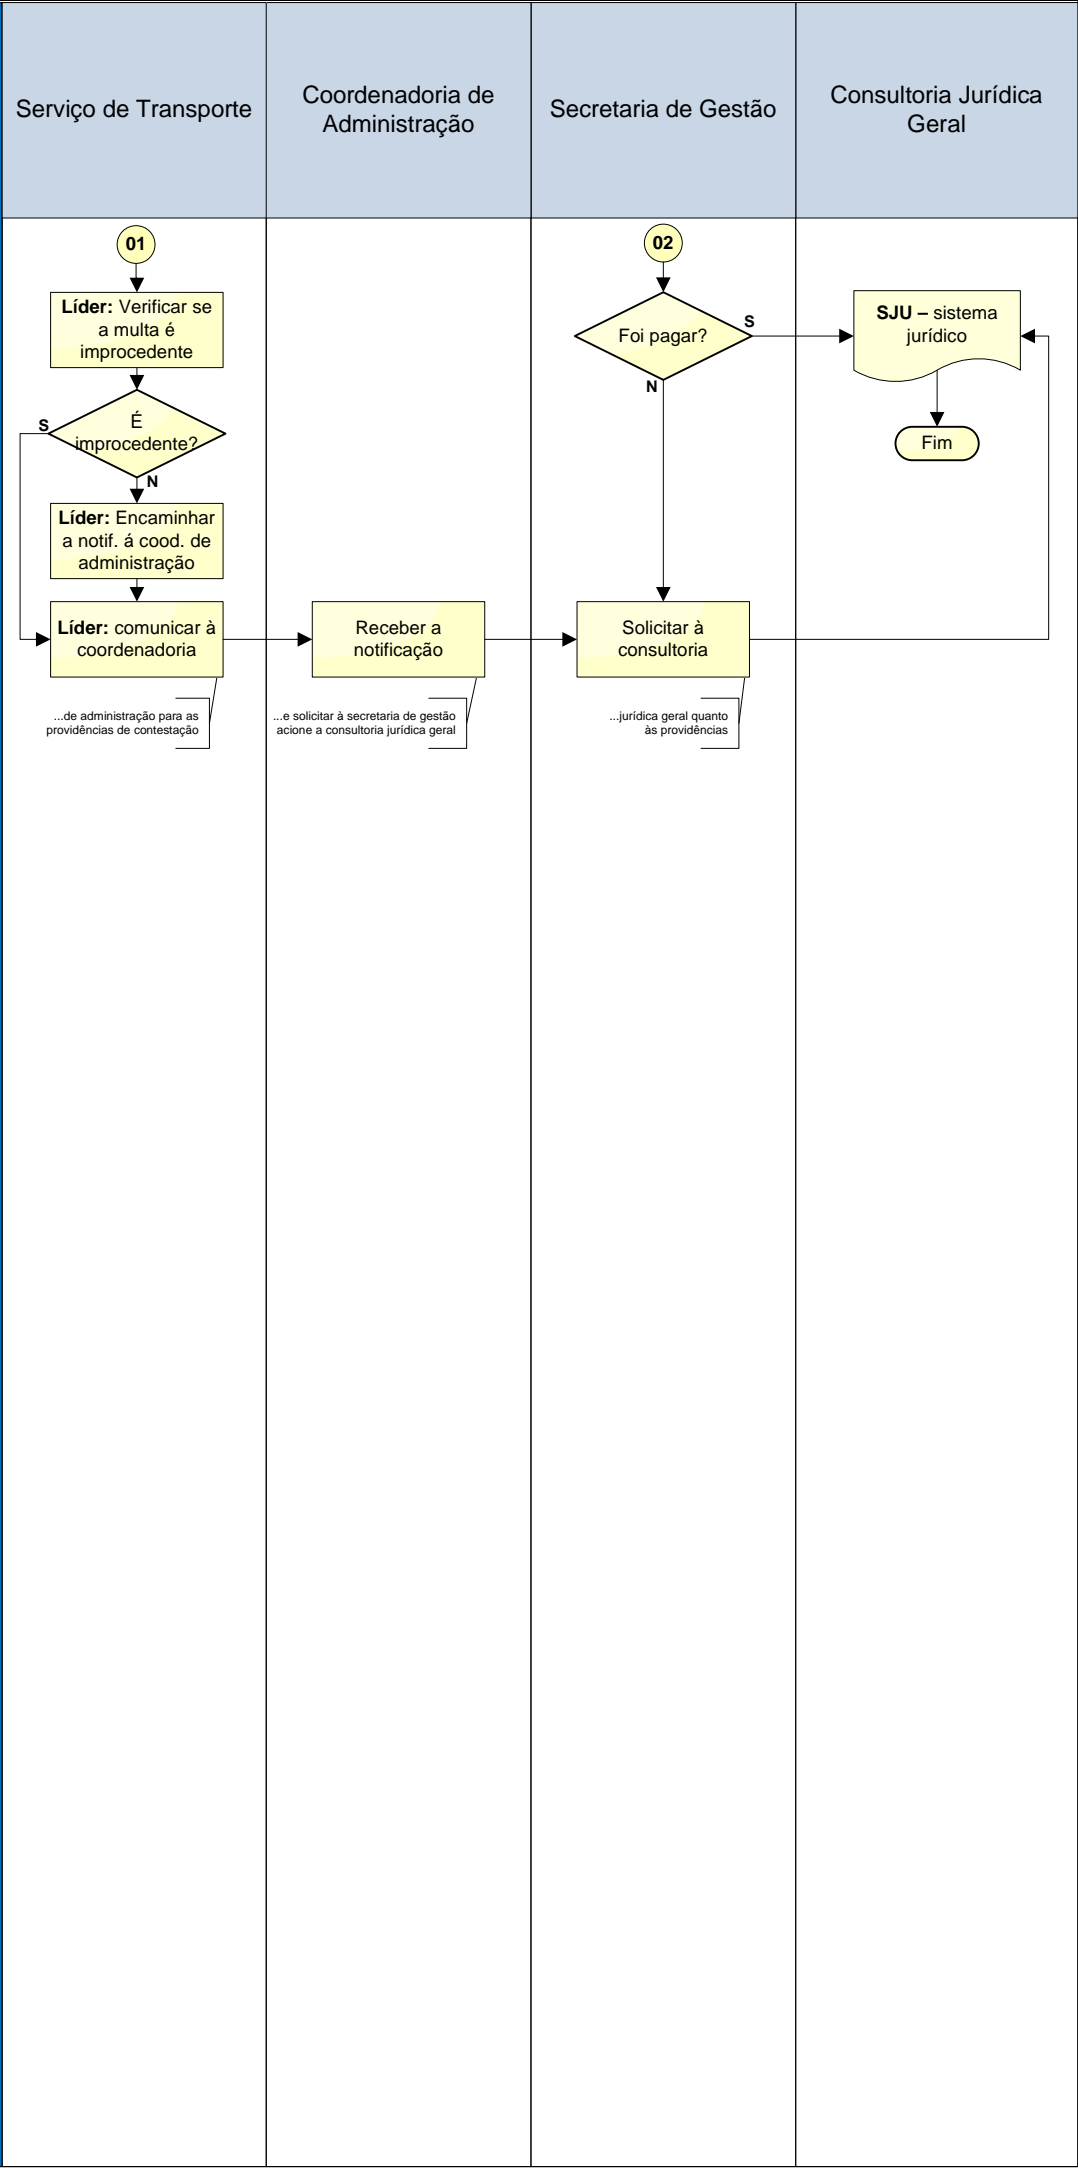 Serviço de Transporte
Coordenadoria de
Administração
Secretaria de Gestão
Consultoria Jurídica
Geral
01
Líder: Verificar se
a multa é
improcedente
É
improcedente?
S
N
Líder: Encaminhar
a notif. á cood. de
administração
Líder: comunicar à
coordenadoria
...de administração para as
providências de contestação
Receber a
notificação
...e solicitar à secretaria de gestão
acione a consultoria jurídica geral
02
Foi pagar?
S
N
Solicitar à
consultoria
...jurídica geral quanto
às providências
SJU – sistema
jurídico
Fim